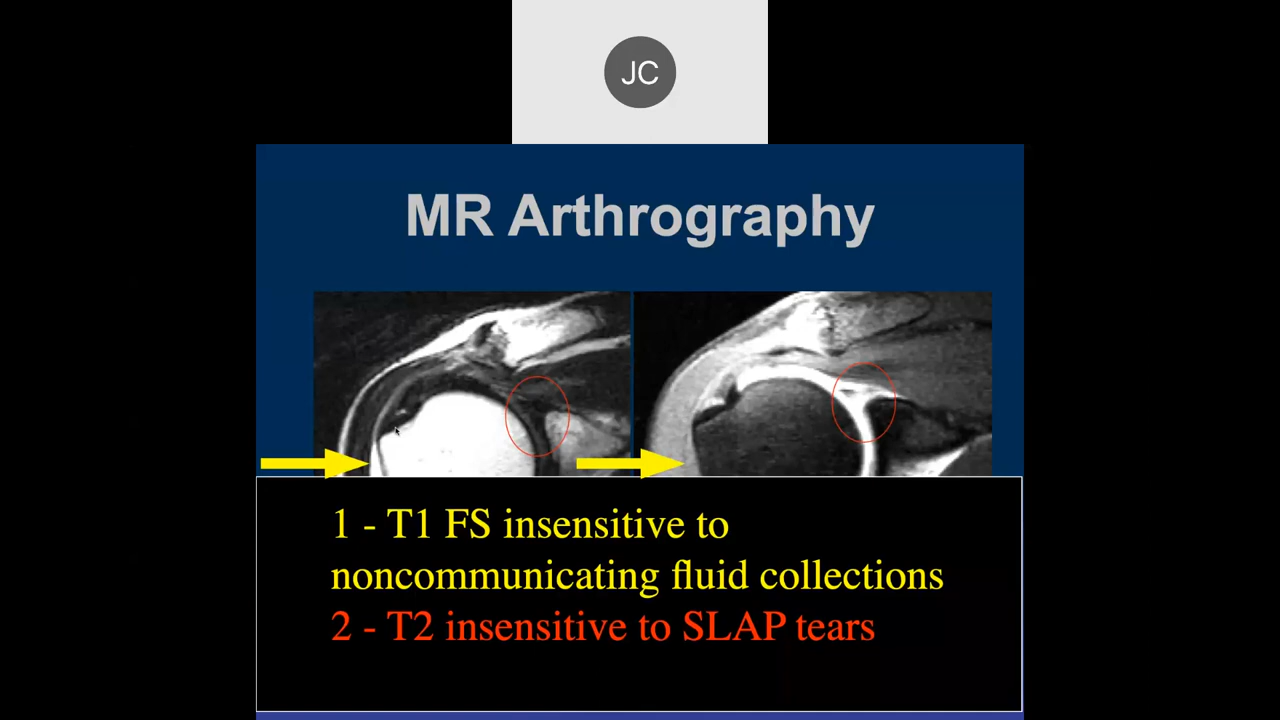 JC
MR Arthrography
1 - T1 FS insensitive to
noncommunicating fluid collections
2 - T2 insensitive to SLAP tears